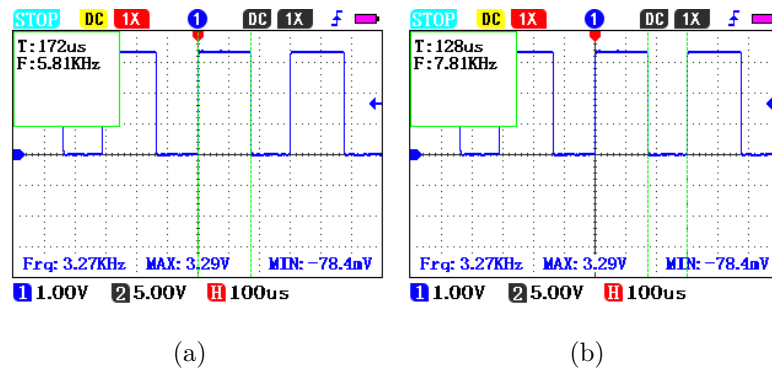 STOP DC 1X 1 DC 1X
T:172us
F:5.81KHz
Frq: 3.27KHz MAX: 3.29V MIN: -78.4mV
1 1.00V 2 5.00V H 100us
(a)
STOP DC 1X 1 DC 1X
T:128us
F:7.81KHz
Frq: 3.27KHz MAX: 3.29V MIN: -78.4mV
1 1.00V 2 5.00V H 100us
(b)